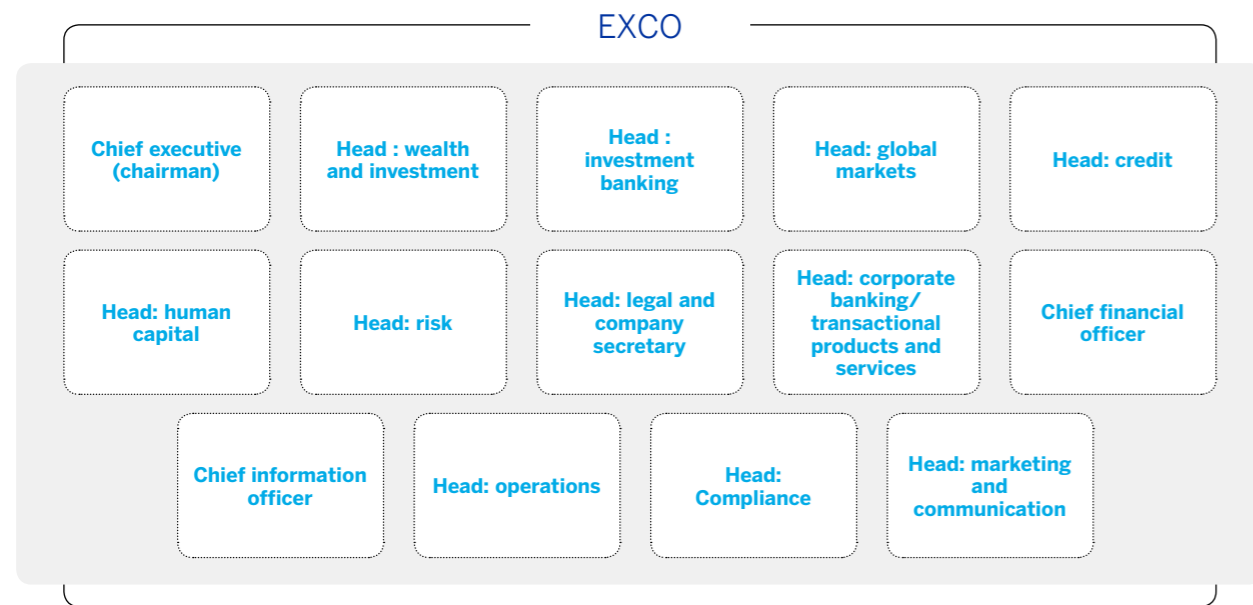 EXCO
Chief executive
(chairman)
Head : wealth
and investment
Head :
investment
banking
Head: global
markets
Head: credit
Head: human
capital
Head: risk
Head: legal and
company
secretary
Head: corporate
banking/
transactional
products and
services
Chief financial
officer
Chief information
officer
Head: operations
Head:
Compliance
Head: marketing
and
communication